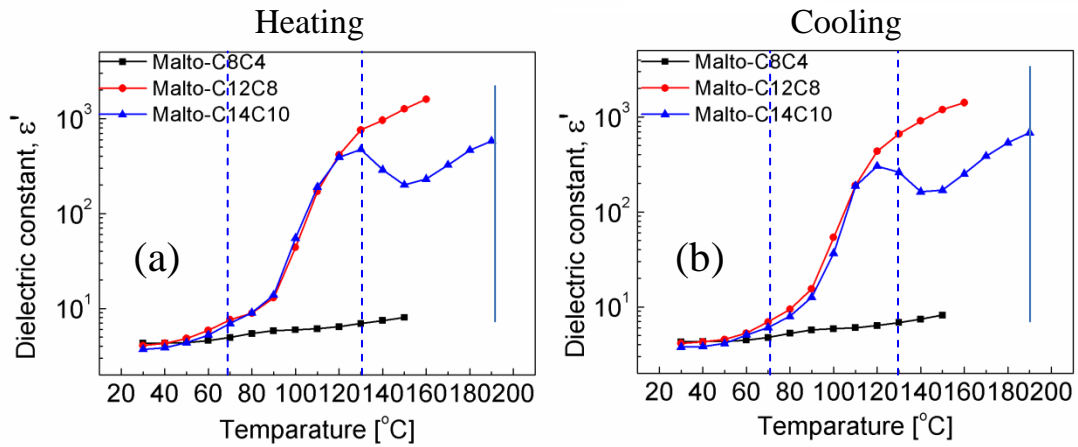 Heating
Malto-C8C4
Malto-C12C8
Malto-C14C10
10³
10²
10¹
Dielectric constant, ε'
(a)
20 40 60 80 100 120 140 160 180 200
Temparature [°C]
Cooling
Malto-C8C4
Malto-C12C8
Malto-C14C10
10³
10²
10¹
Dielectric constant, ε'
(b)
20 40 60 80 100 120 140 160 180 200
Temparature [°C]